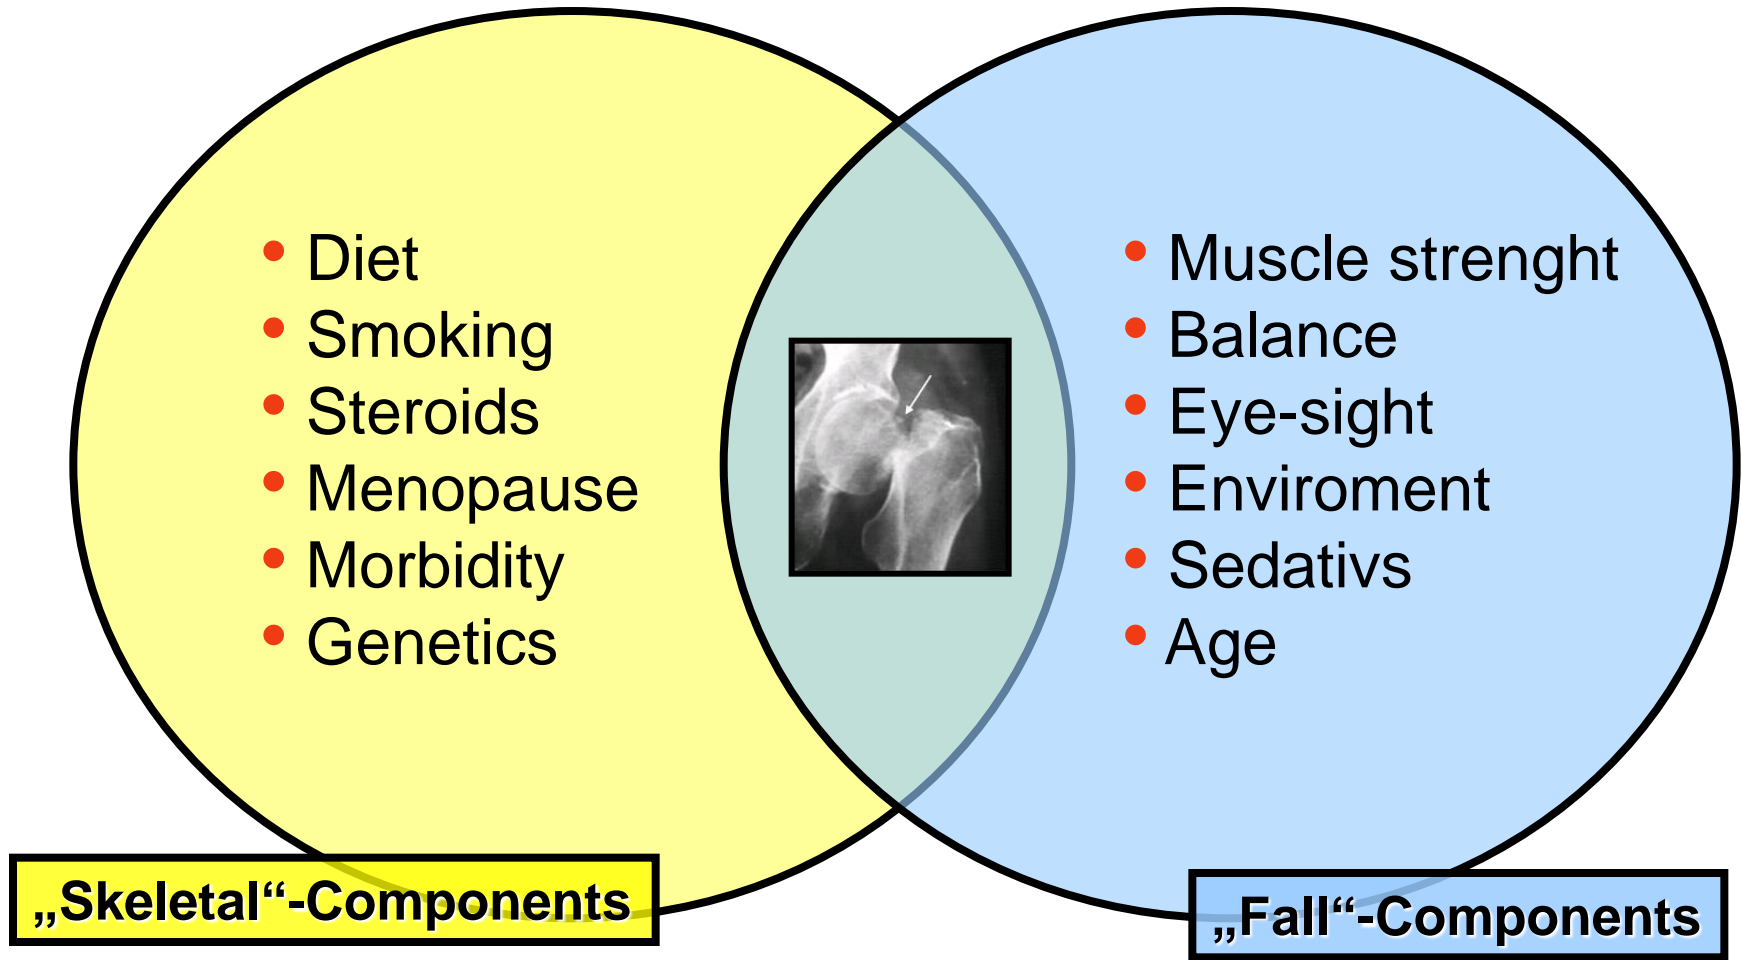 • Diet
• Smoking
• Steroids
• Menopause
• Morbidity
• Genetics
• Muscle strenght
• Balance
• Eye-sight
• Enviroment
• Sedativs
• Age
„Skeletal“-Components
„Fall“-Components